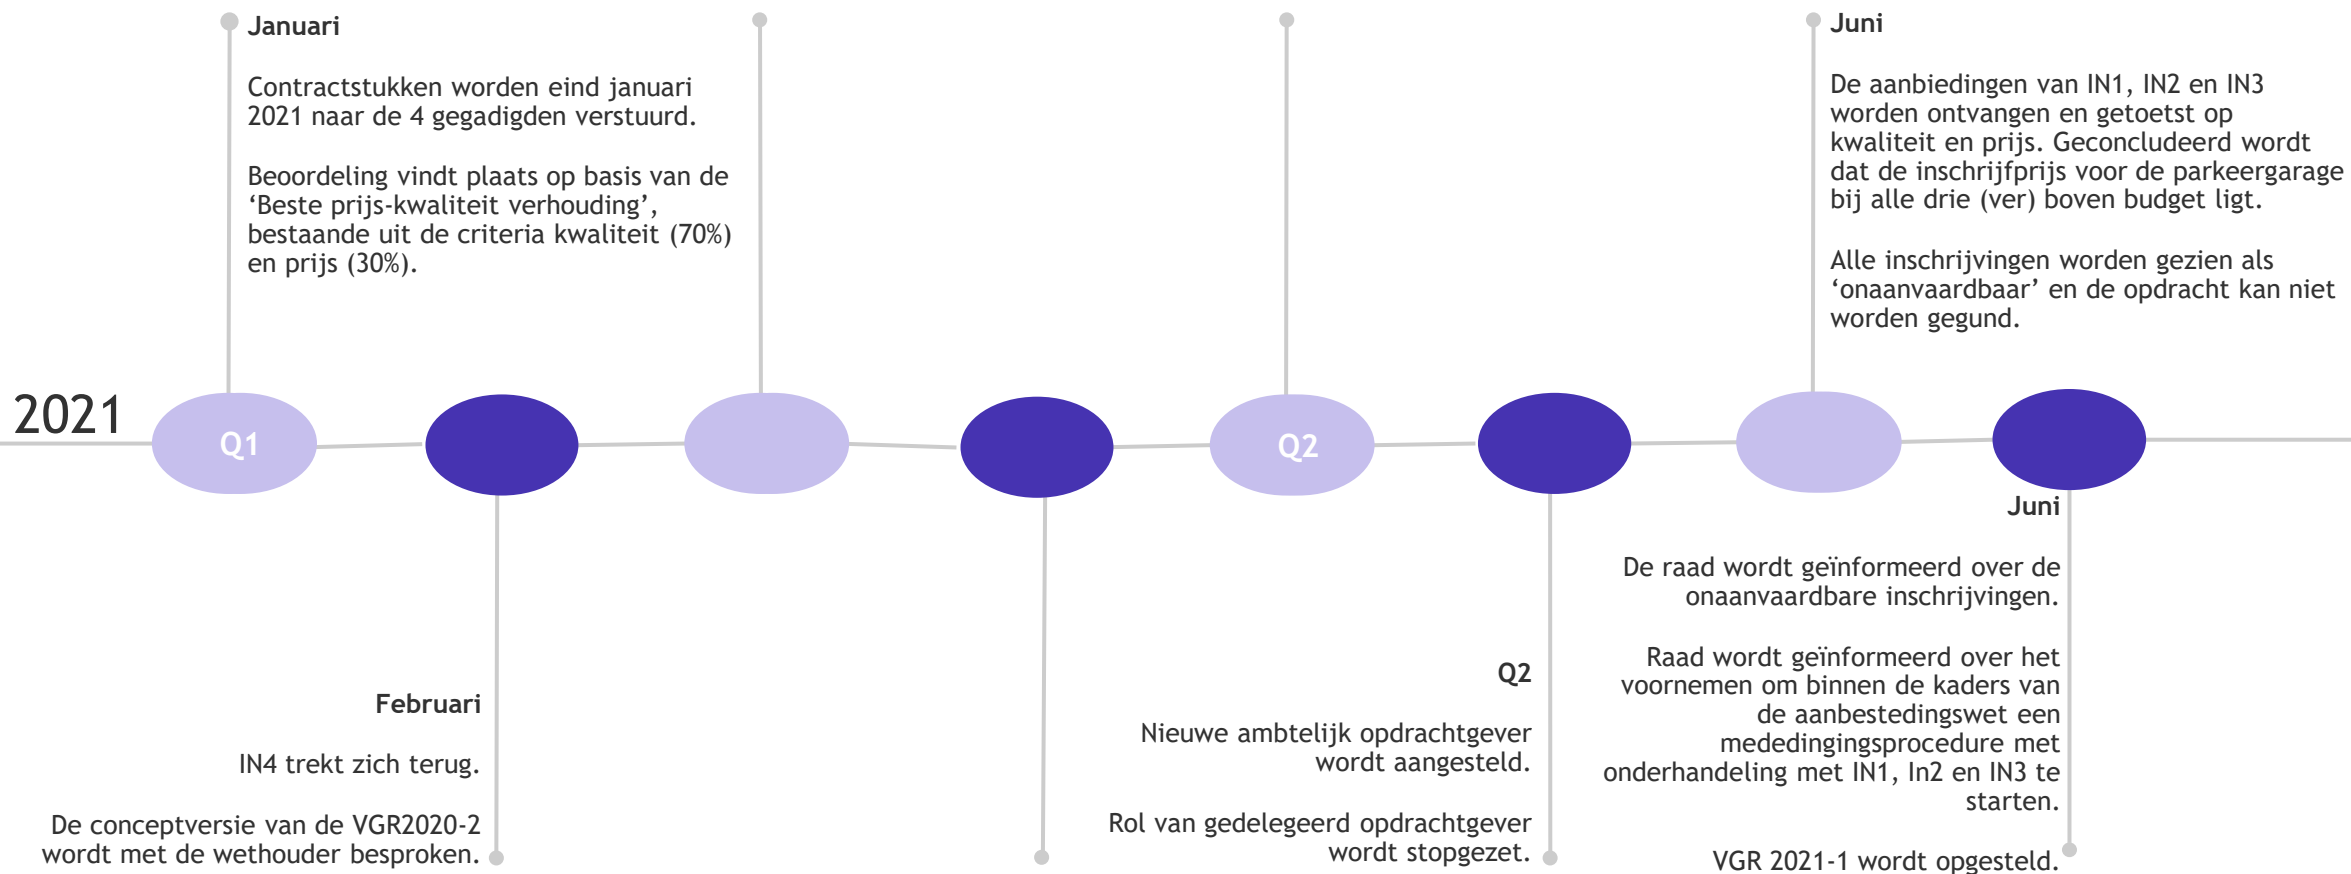 Januari
Contractstukken worden eind januari
2021 naar de 4 gegadigden verstuurd.
Beoordeling vindt plaats op basis van de
‘Beste prijs-kwaliteit verhouding’,
bestaande uit de criteria kwaliteit (70%)
en prijs (30%).
Juni
De aanbiedingen van IN1, IN2 en IN3
worden ontvangen en getoetst op
kwaliteit en prijs. Geconcludeerd wordt
dat de inschrijfprijs voor de parkeergarage
bij alle drie (ver) boven budget ligt.
Alle inschrijvingen worden gezien als
‘onaanvaardbaar’ en de opdracht kan niet
worden gegund.
2021
Q1
Q2
Februari
IN4 trekt zich terug.
De conceptversie van de VGR2020-2
wordt met de wethouder besproken.
Q2
Nieuwe ambtelijk opdrachtgever
wordt aangesteld.
Rol van gedelegeerd opdrachtgever
wordt stopgezet.
Juni
De raad wordt geïnformeerd over de
onaanvaardbare inschrijvingen.
Raad wordt geïnformeerd over het
voornemen om binnen de kaders van
de aanbestedingswet een
mededingingsprocedure met
onderhandeling met IN1, In2 en IN3 te
starten.
VGR 2021-1 wordt opgesteld.